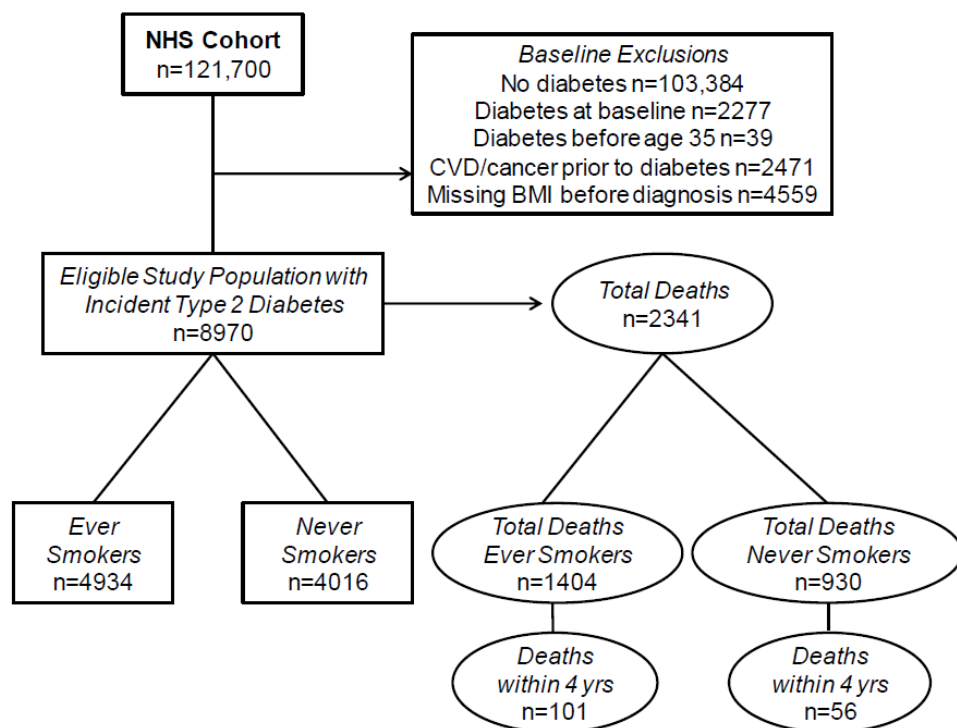 NHS Cohort
n=121,700
Baseline Exclusions
No diabetes n=103,384
Diabetes at baseline n=2277
Diabetes before age 35 n=39
CVD/cancer prior to diabetes n=2471
Missing BMI before diagnosis n=4559
Eligible Study Population with
Incident Type 2 Diabetes
n=8970
Total Deaths
n=2341
Ever
Smokers
n=4934
Never
Smokers
n=4016
Total Deaths
Ever Smokers
n=1404
Total Deaths
Never Smokers
n=930
Deaths
within 4 yrs
n=101
Deaths
within 4 yrs
n=56